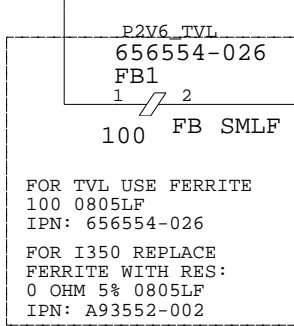 P2V6_TVL
656554-026
FB1
1 2
100 FB SMLF
FOR TVL USE FERRITE
100 0805LF
IPN: 656554-026
FOR I350 REPLACE
FERRITE WITH RES:
0 OHM 5% 0805LF
IPN: A93552-002